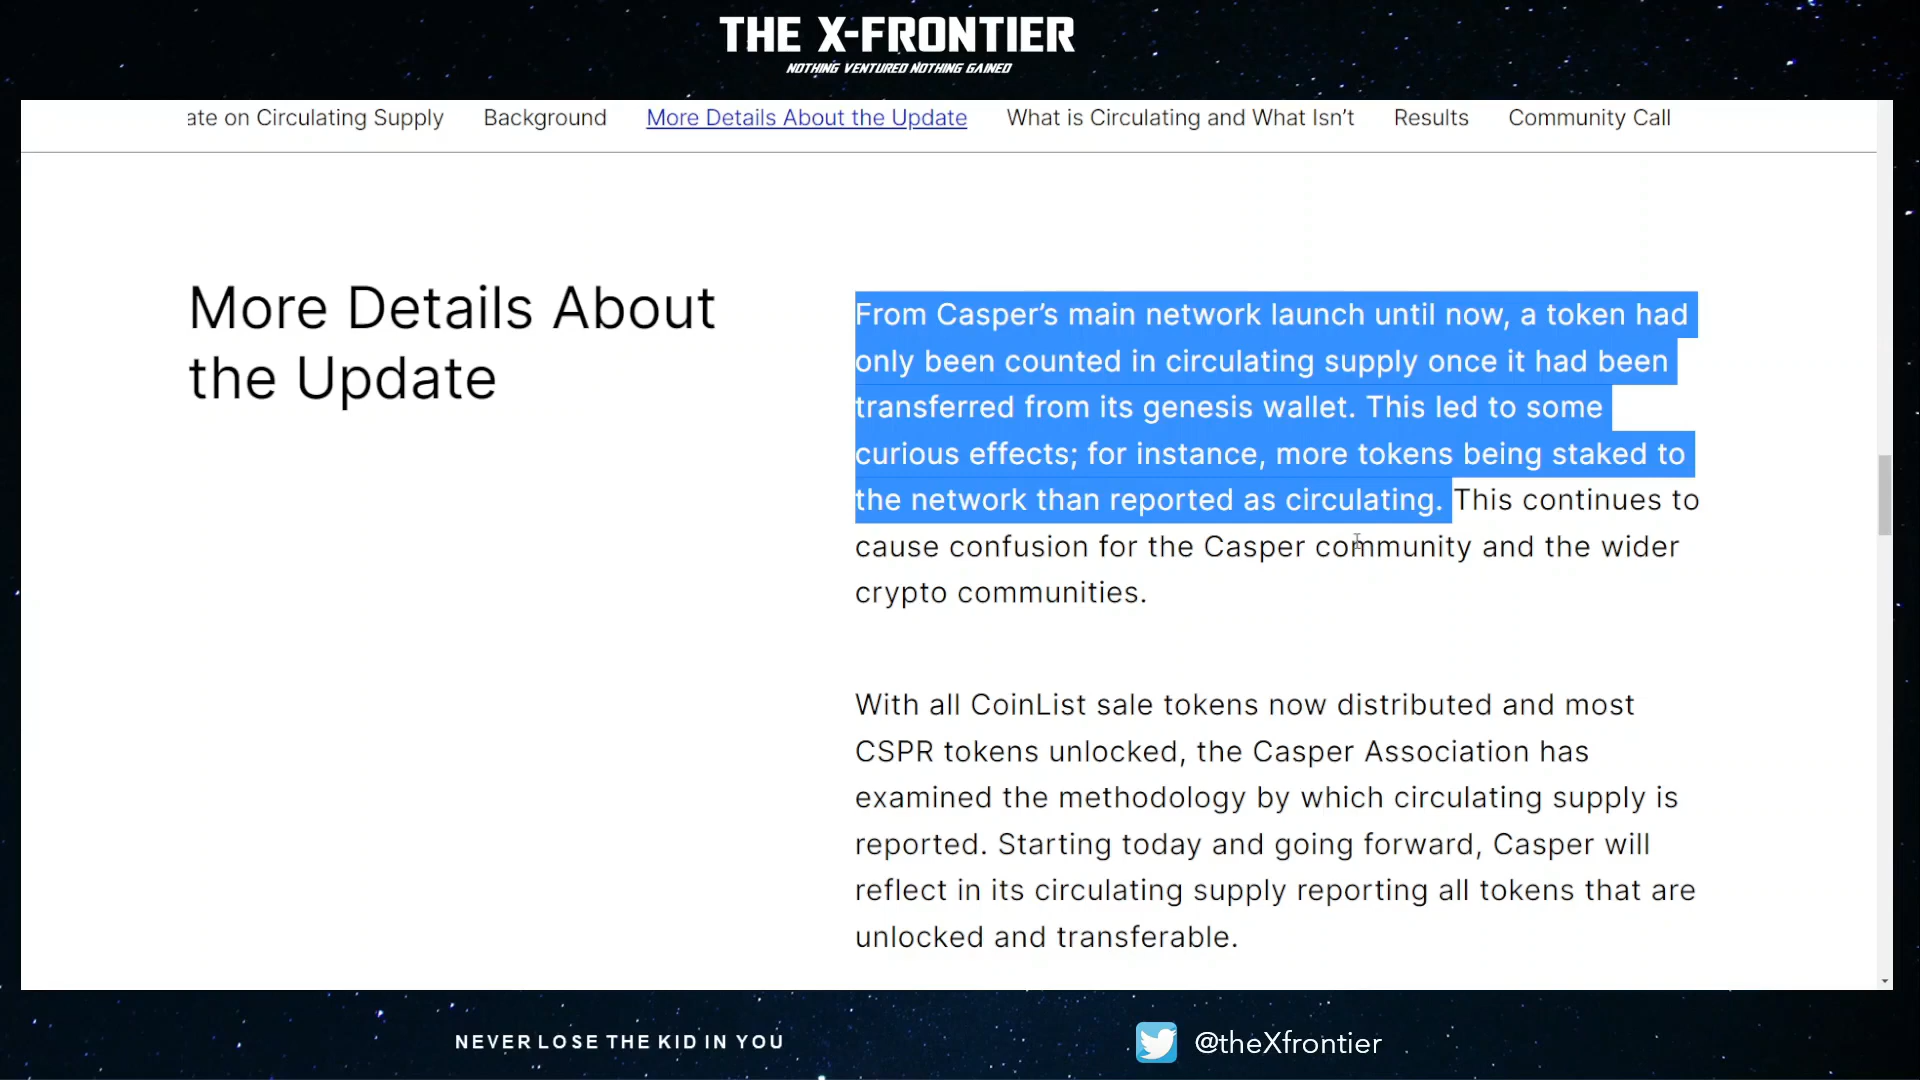 THE X-FRONTIER
NOTHING VENTURED NOTHING GAINED
ate on Circulating Supply Background More Details About the Update What is Circulating and What Isn’t Results Community Call
More Details About
the Update
From Casper’s main network launch until now, a token had
only been counted in circulating supply once it had been
transferred from its genesis wallet. This led to some
curious effects; for instance, more tokens being staked to
the network than reported as circulating. This continues to
cause confusion for the Casper community and the wider
crypto communities.
With all CoinList sale tokens now distributed and most
CSPR tokens unlocked, the Casper Association has
examined the methodology by which circulating supply is
reported. Starting today and going forward, Casper will
reflect in its circulating supply reporting all tokens that are
unlocked and transferable.
NEVER LOSE THE KID IN YOU
@theXfrontier